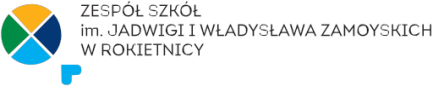 ZESPÓŁ SZKÓŁ
im. JADWIGI I WŁADYSŁAWA ZAMOYSKICH
W ROKIETNICY